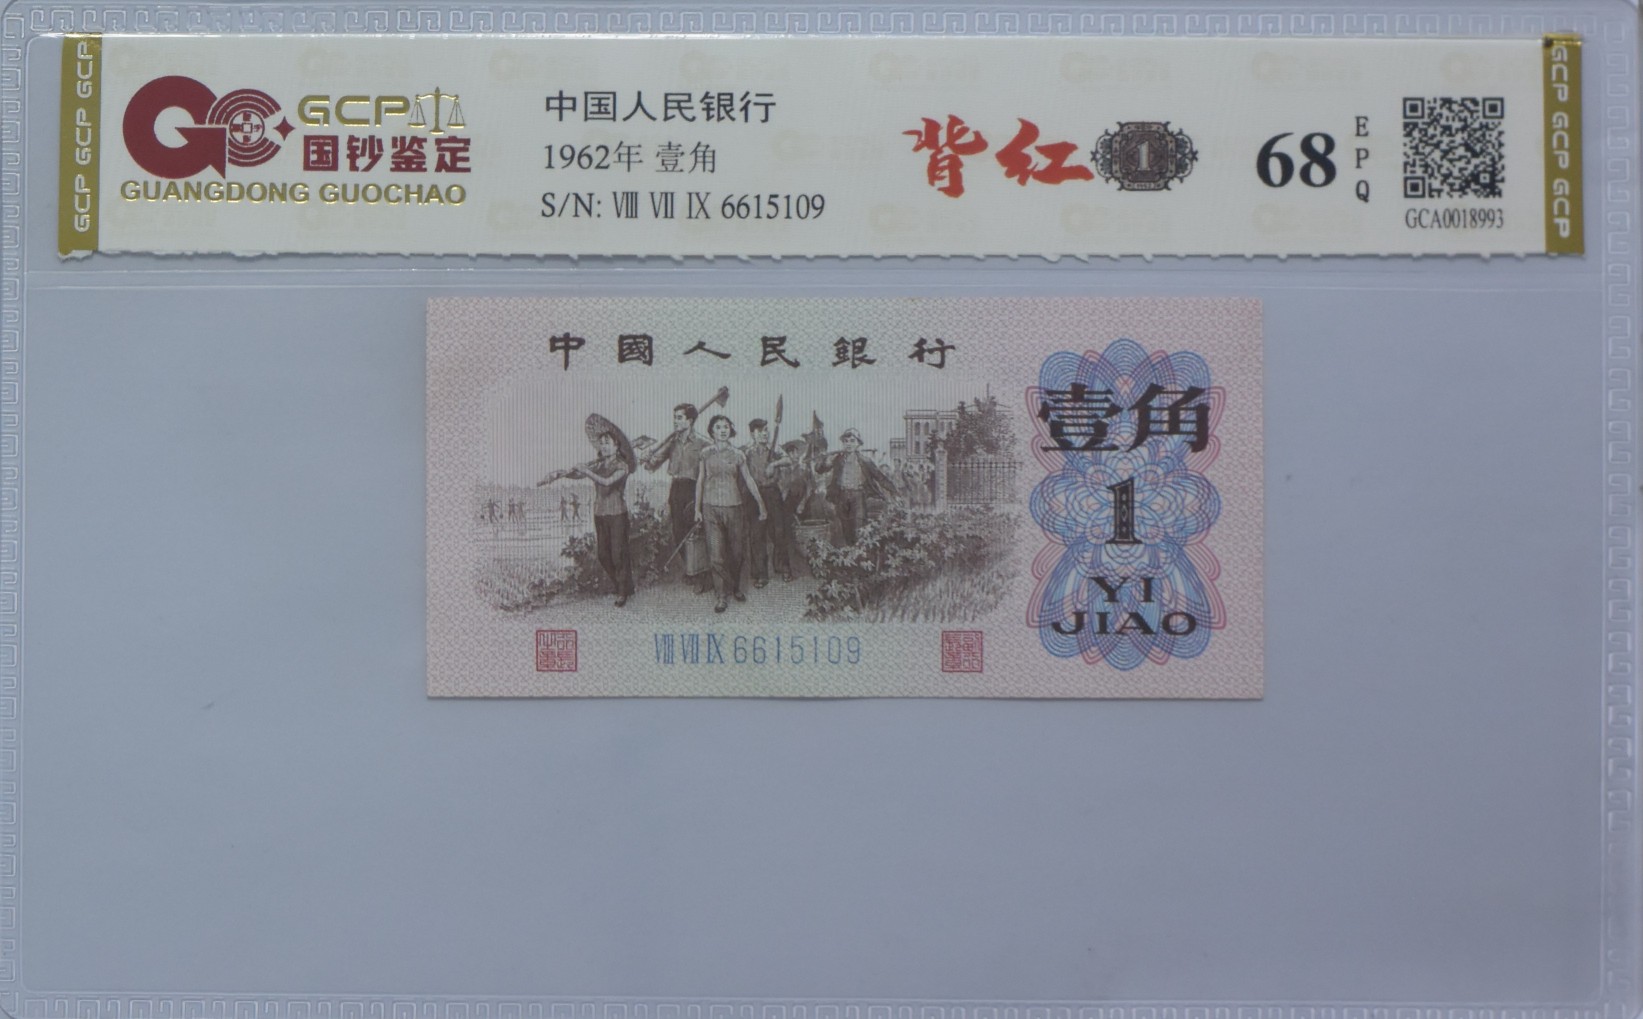 GCP GCP GCP
GCP
国钞鉴定
GUANGDONG GUOCHAO
中国人民银行
1962年 壹角
S/N: Ⅷ Ⅶ Ⅸ 6615109
背红
1
68
EPQ
GCA0018993
GCP GCP GCP
中國人民銀行
壹角
1
YI
JIAO
Ⅷ Ⅶ Ⅸ 6615109